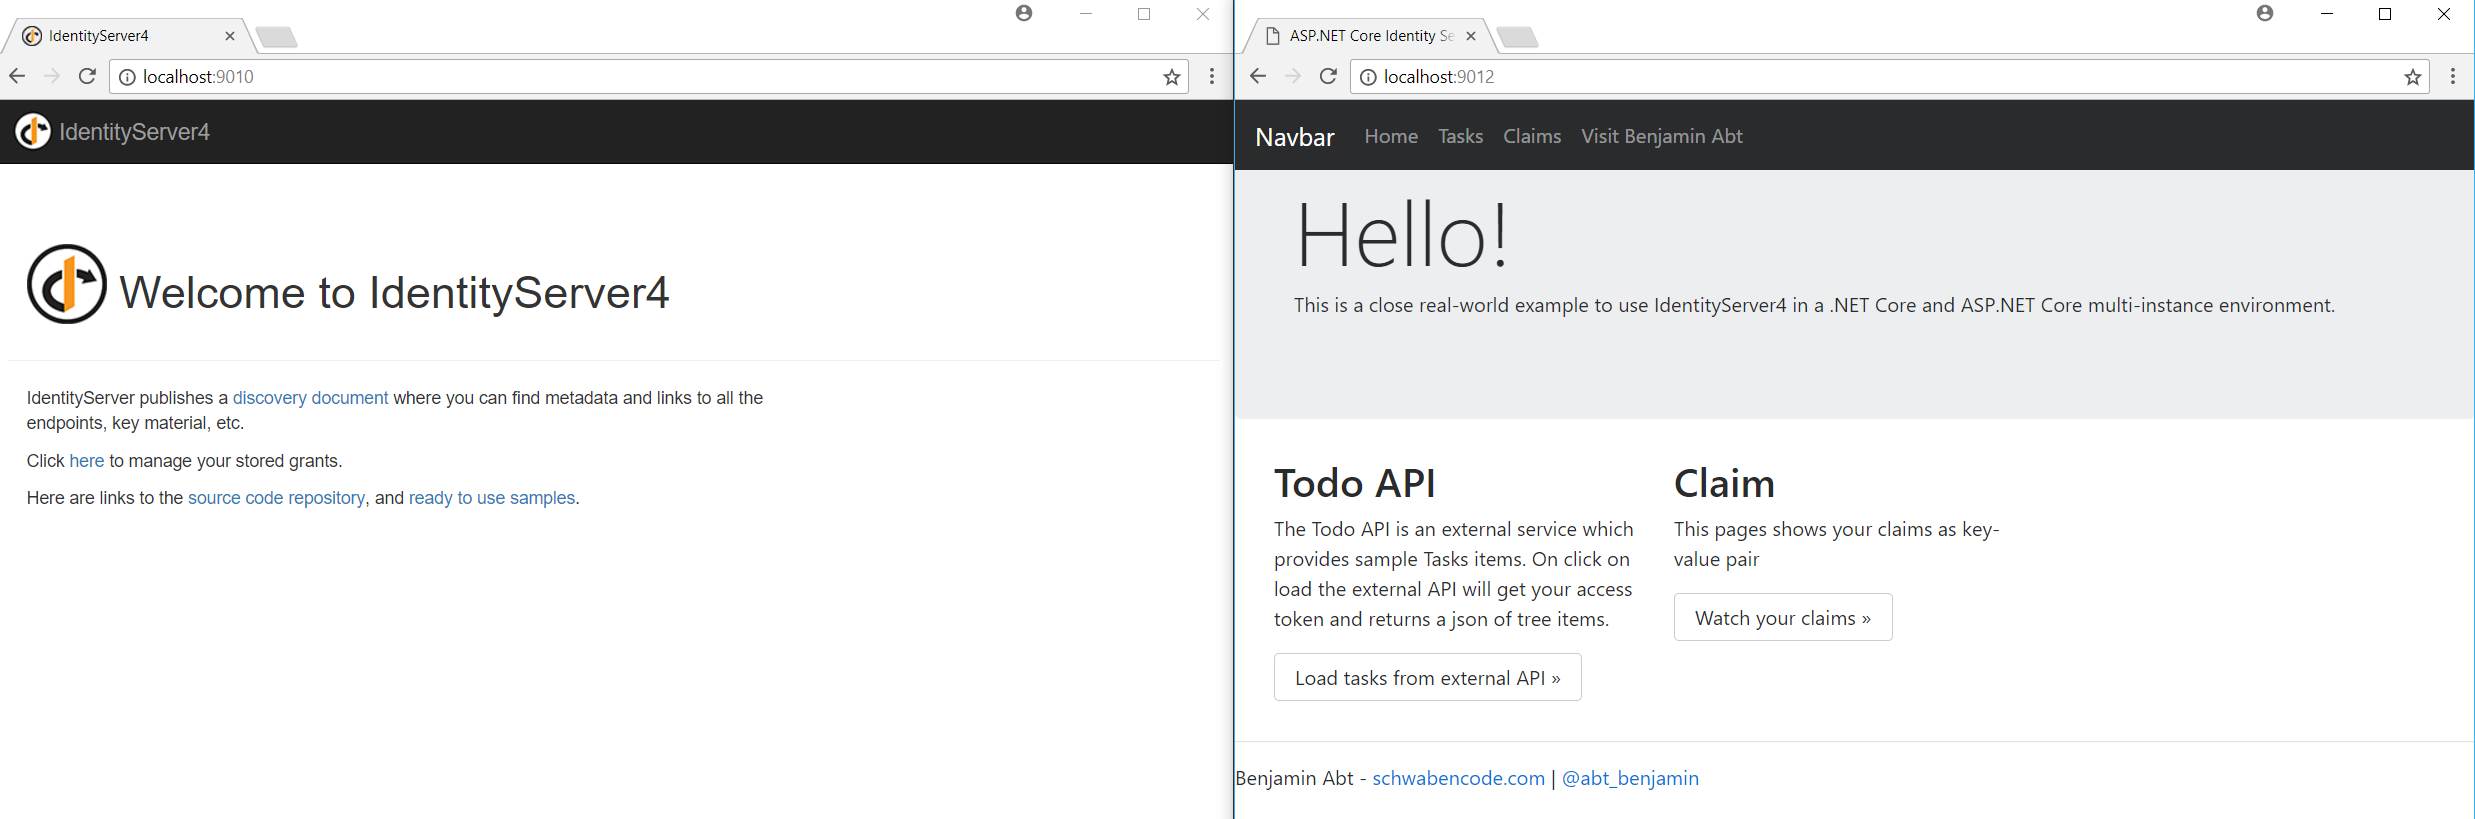 IdentityServer4
localhost:9010
IdentityServer4
Welcome to IdentityServer4
IdentityServer publishes a discovery document where you can find metadata and links to all the
endpoints, key material, etc.
Click here to manage your stored grants.
Here are links to the source code repository, and ready to use samples.
ASP.NET Core Identity Se
localhost:9012
Navbar Home Tasks Claims Visit Benjamin Abt
Hello!
This is a close real-world example to use IdentityServer4 in a .NET Core and ASP.NET Core multi-instance environment.
Todo API
The Todo API is an external service which
provides sample Tasks items. On click on
load the external API will get your access
token and returns a json of tree items.
Load tasks from external API »
Claim
This pages shows your claims as key-
value pair
Watch your claims »
Benjamin Abt - schwabencode.com | @abt_benjamin